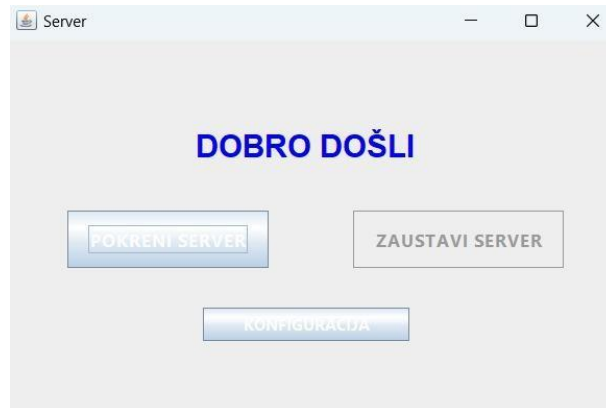 Server
DOBRO DOŠLI
POKRENI SERVER
ZAUSTAVI SERVER
KONFIGURACIJA